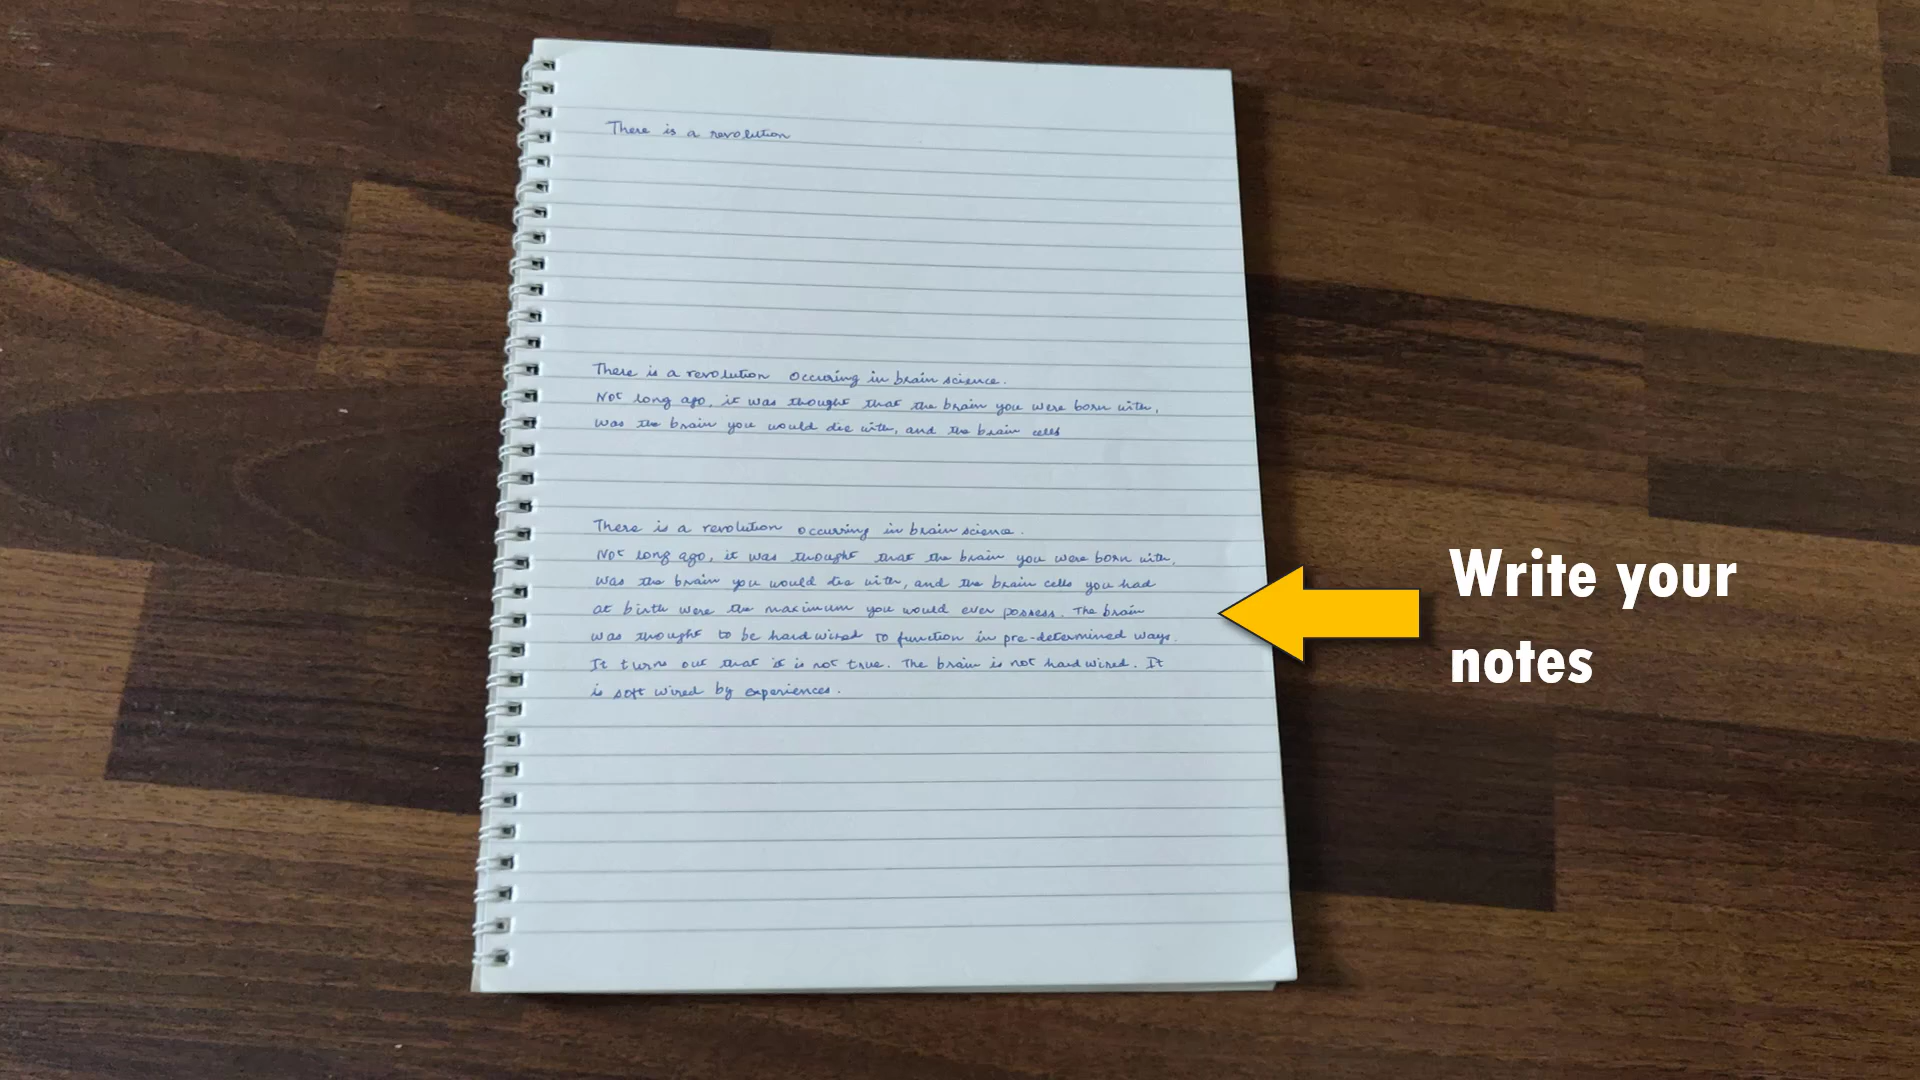 There is a revolution
There is a revolution occuring in brain science.
Not long ago, it was thought that the brain you were born with,
was the brain you would die with, and the brain cells
There is a revolution occurring in brain science.
Not long ago, it was thought that the brain you were born with,
was the brain you would die with, and the brain cells you had
at birth were the maximum you would ever possess. The brain
was thought to be hard wired to function in pre-determined ways.
It turns out that it is not true. The brain is not hard wired. It
is soft wired by experiences.
Write your
notes